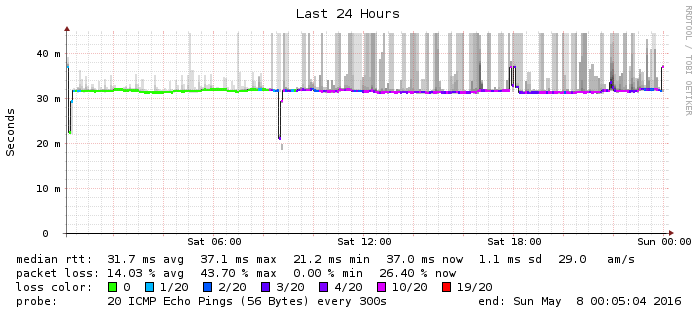 Last 24 Hours
RRDTOOL / TOBI OETIKER
Seconds
40 m
30 m
20 m
10 m
0
Sat 06:00 Sat 12:00 Sat 18:00 Sun 00:00
median rtt: 31.7 ms avg 37.1 ms max 21.2 ms min 37.0 ms now 1.1 ms sd 29.0 am/s
packet loss: 14.03 % avg 43.70 % max 0.00 % min 26.40 % now
loss color: 0 1/20 2/20 3/20 4/20 10/20 19/20
probe: 20 ICMP Echo Pings (56 Bytes) every 300s end: Sun May 8 00:05:04 2016